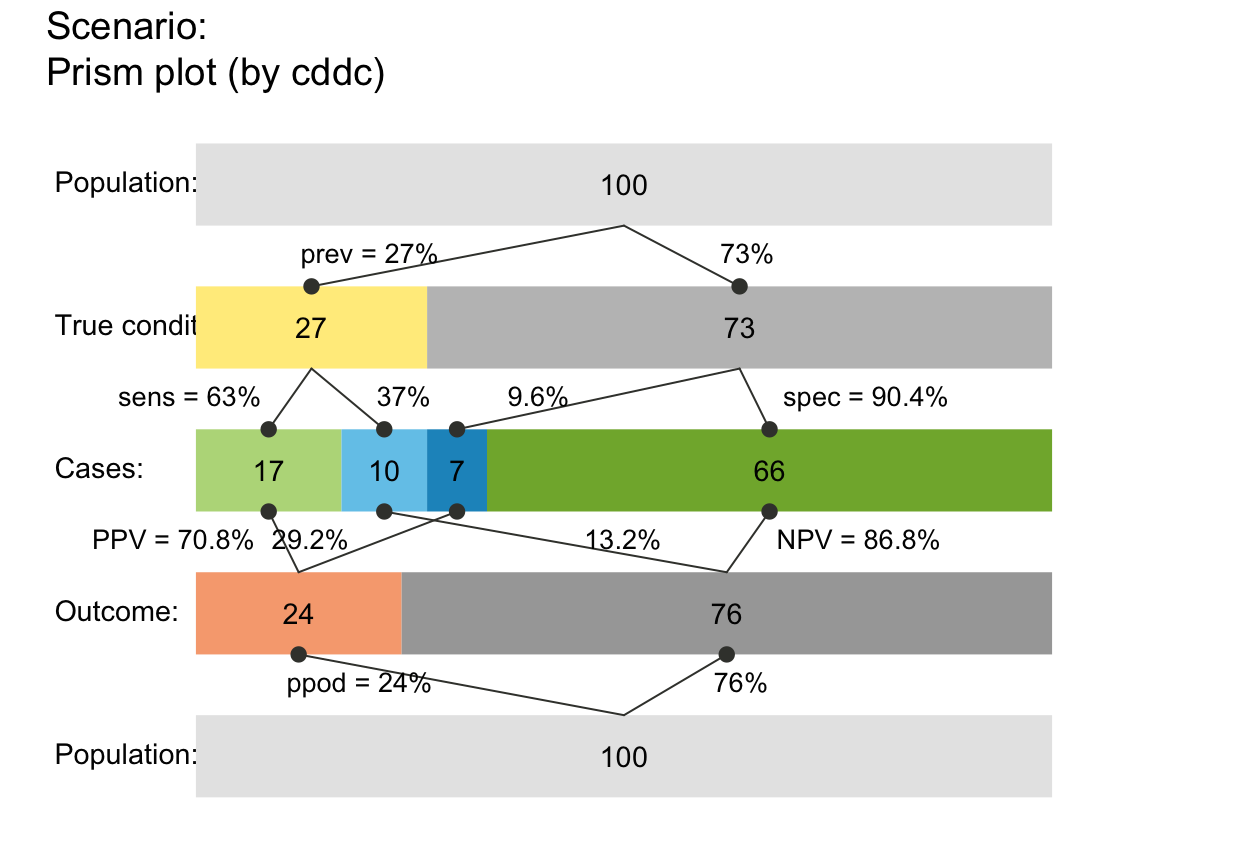 Scenario:
Prism plot (by cddc)
Population:
100
prev = 27%
73%
True condit
27
73
sens = 63%
37%
9.6%
spec = 90.4%
Cases:
17
10
7
66
PPV = 70.8%
29.2%
13.2%
NPV = 86.8%
Outcome:
24
76
ppod = 24%
76%
Population:
100